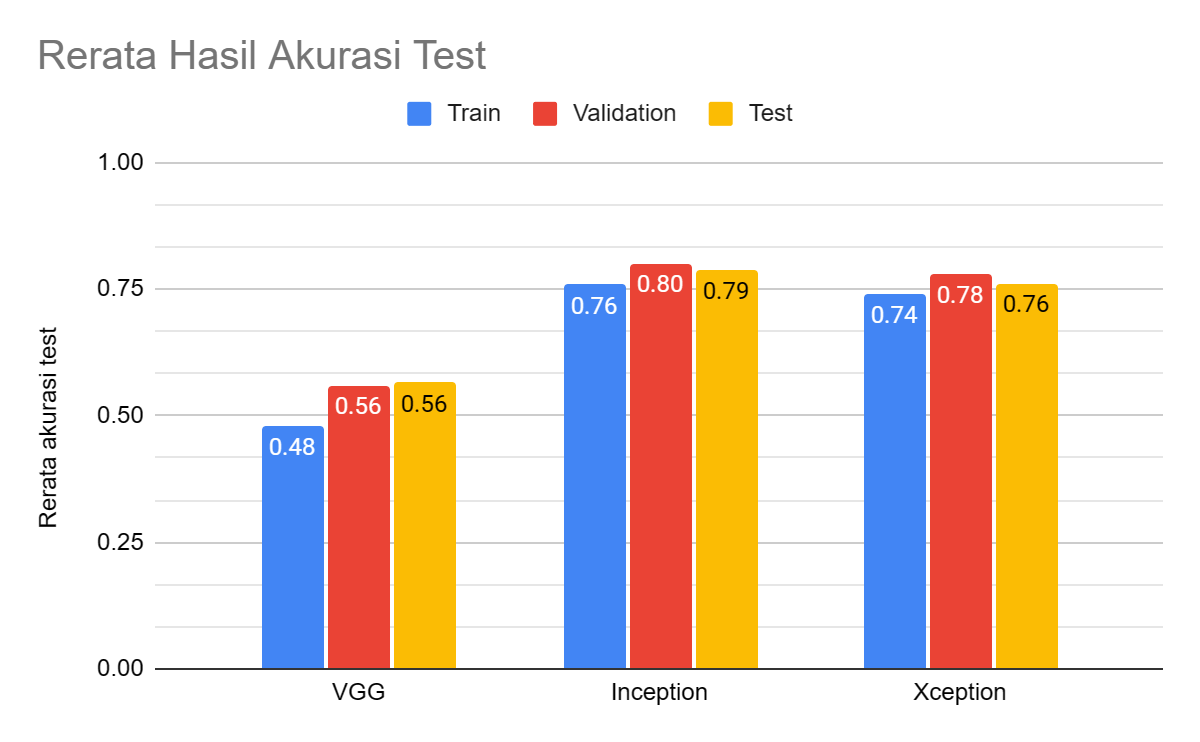 Rerata Hasil Akurasi Test
Train Validation Test
Rerata akurasi test
1.00
0.75
0.50
0.25
0.00
0.48 0.56 0.56
0.76 0.80 0.79
0.74 0.78 0.76
VGG Inception Xception